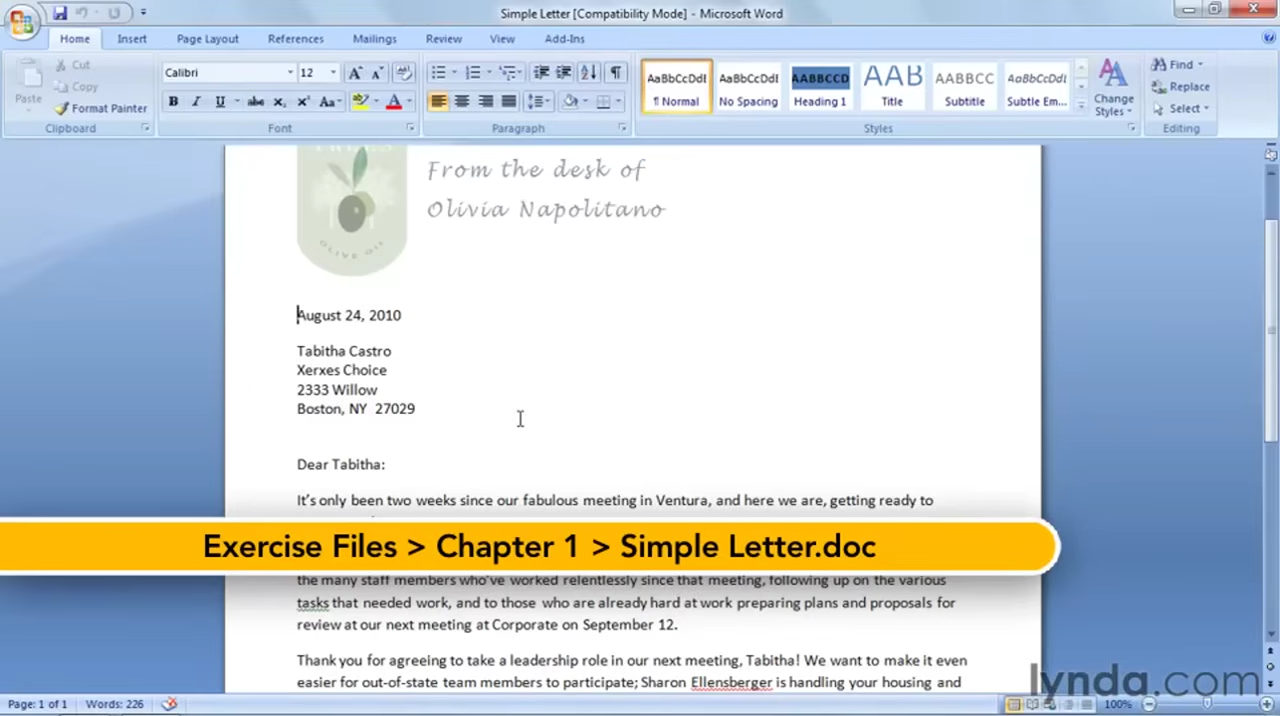 Simple Letter [Compatibility Mode] - Microsoft Word
Home Insert Page Layout References Mailings Review View Add-Ins
Paste
Cut
Copy
Format Painter
Clipboard
Calibri 12
Font
Paragraph
AaBbCcDdI AaBbCcDdI AABBCCD AAB AABBCC AaBbCcDdI
¶ Normal No Spacing Heading 1 Title Subtitle Subtle Em...
Change Styles
Styles
Find
Replace
Select
Editing
OLIVE OIL
From the desk of
Olivia Napolitano
August 24, 2010
Tabitha Castro
Xerxes Choice
2333 Willow
Boston, NY 27029
Dear Tabitha:
It's only been two weeks since our fabulous meeting in Ventura, and here we are, getting ready to
Exercise Files > Chapter 1 > Simple Letter.doc
the many staff members who've worked relentlessly since that meeting, following up on the various
tasks that needed work, and to those who are already hard at work preparing plans and proposals for
review at our next meeting at Corporate on September 12.
Thank you for agreeing to take a leadership role in our next meeting, Tabitha! We want to make it even
easier for out-of-state team members to participate; Sharon Ellensberger is handling your housing and
lynda.com
Page: 1 of 1 Words: 226 100%